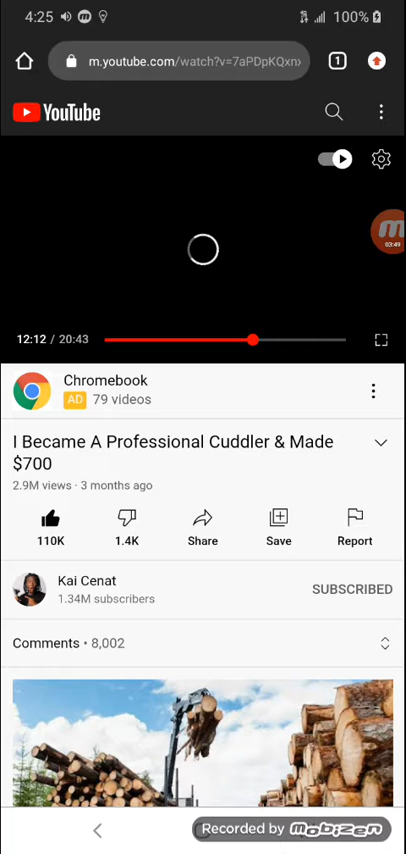 4:25
100%
m.youtube.com/watch?v=7aPDpKQxn
1
YouTube
03:49
12:12 / 20:43
Chromebook
AD 79 videos
I Became A Professional Cuddler & Made
$700
2.9M views · 3 months ago
110K
1.4K
Share
Save
Report
Kai Cenat
1.34M subscribers
SUBSCRIBED
Comments • 8,002
Recorded by mobizen